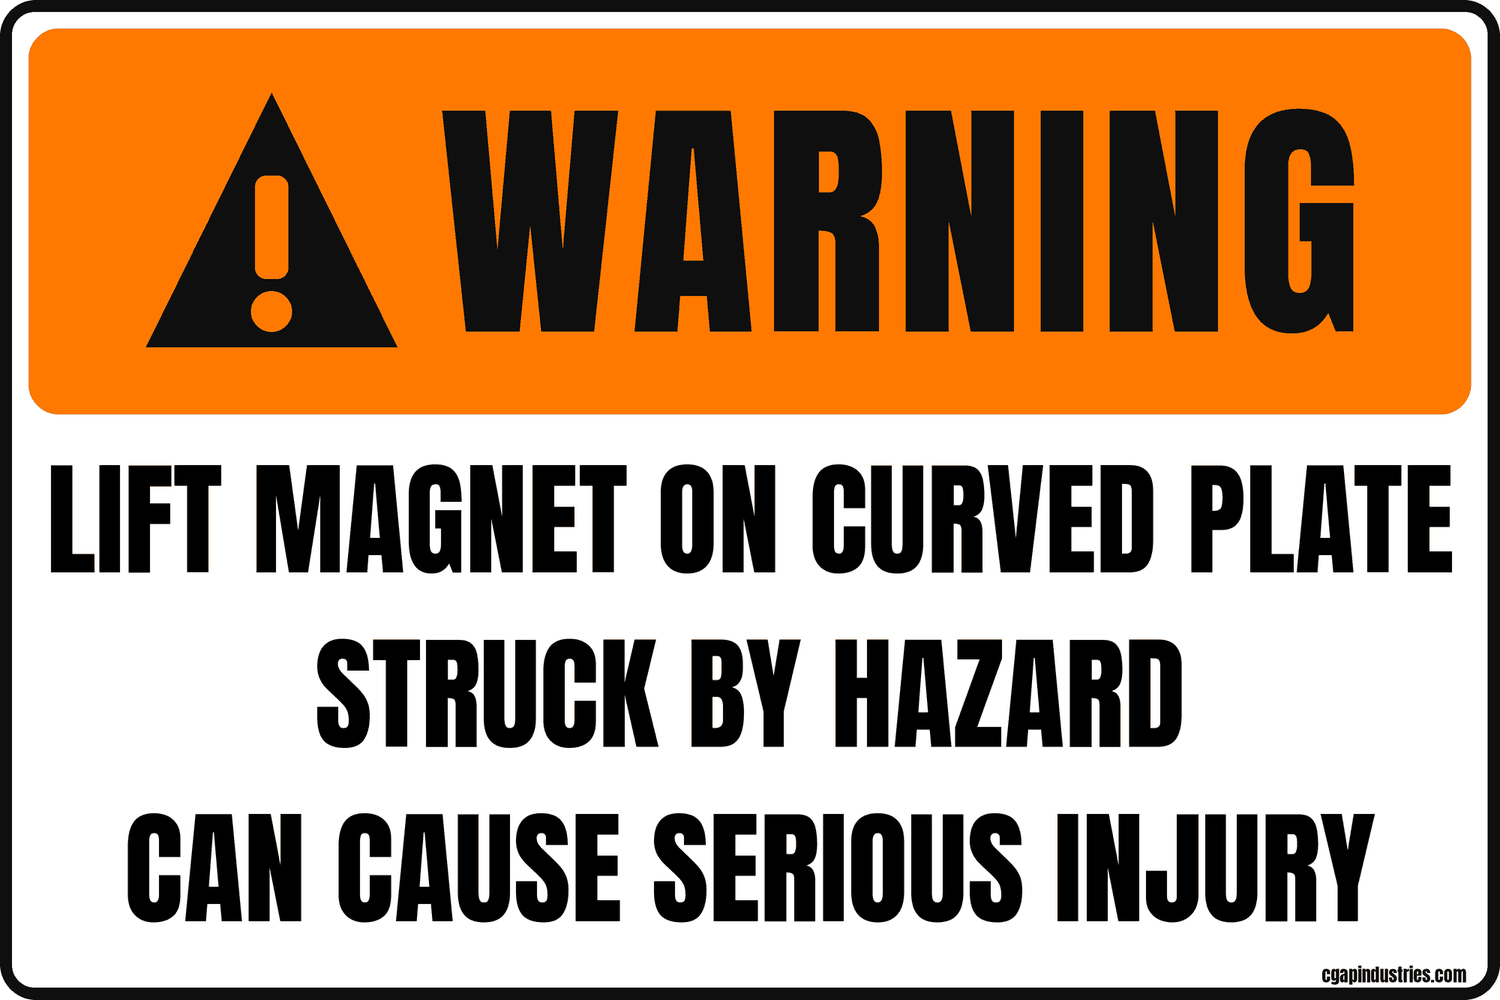 WARNING
LIFT MAGNET ON CURVED PLATE
STRUCK BY HAZARD
CAN CAUSE SERIOUS INJURY
cgapindustries.com